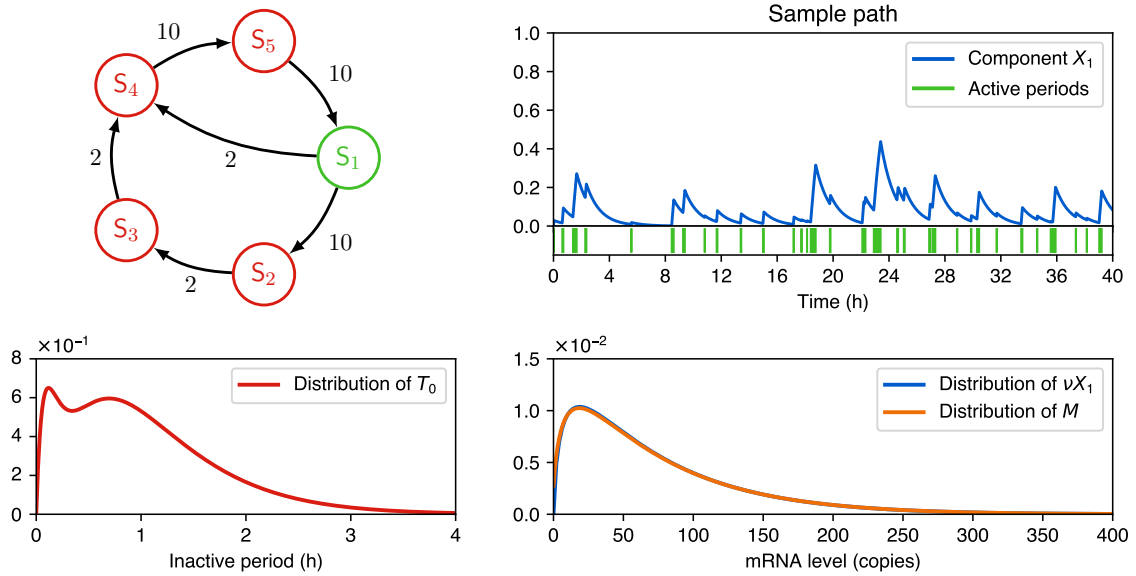 S₁
S₂
S₃
S₄
S₅
10
10
2
2
2
10
Sample path
Component X₁
Active periods
1.0
0.8
0.6
0.4
0.2
0.0
0 4 8 12 16 20 24 28 32 36 40
Time (h)
×10⁻¹
Distribution of T₀
8
6
4
2
0
0 1 2 3 4
Inactive period (h)
×10⁻²
Distribution of νX₁
Distribution of M
1.5
1.0
0.5
0.0
0 50 100 150 200 250 300 350 400
mRNA level (copies)